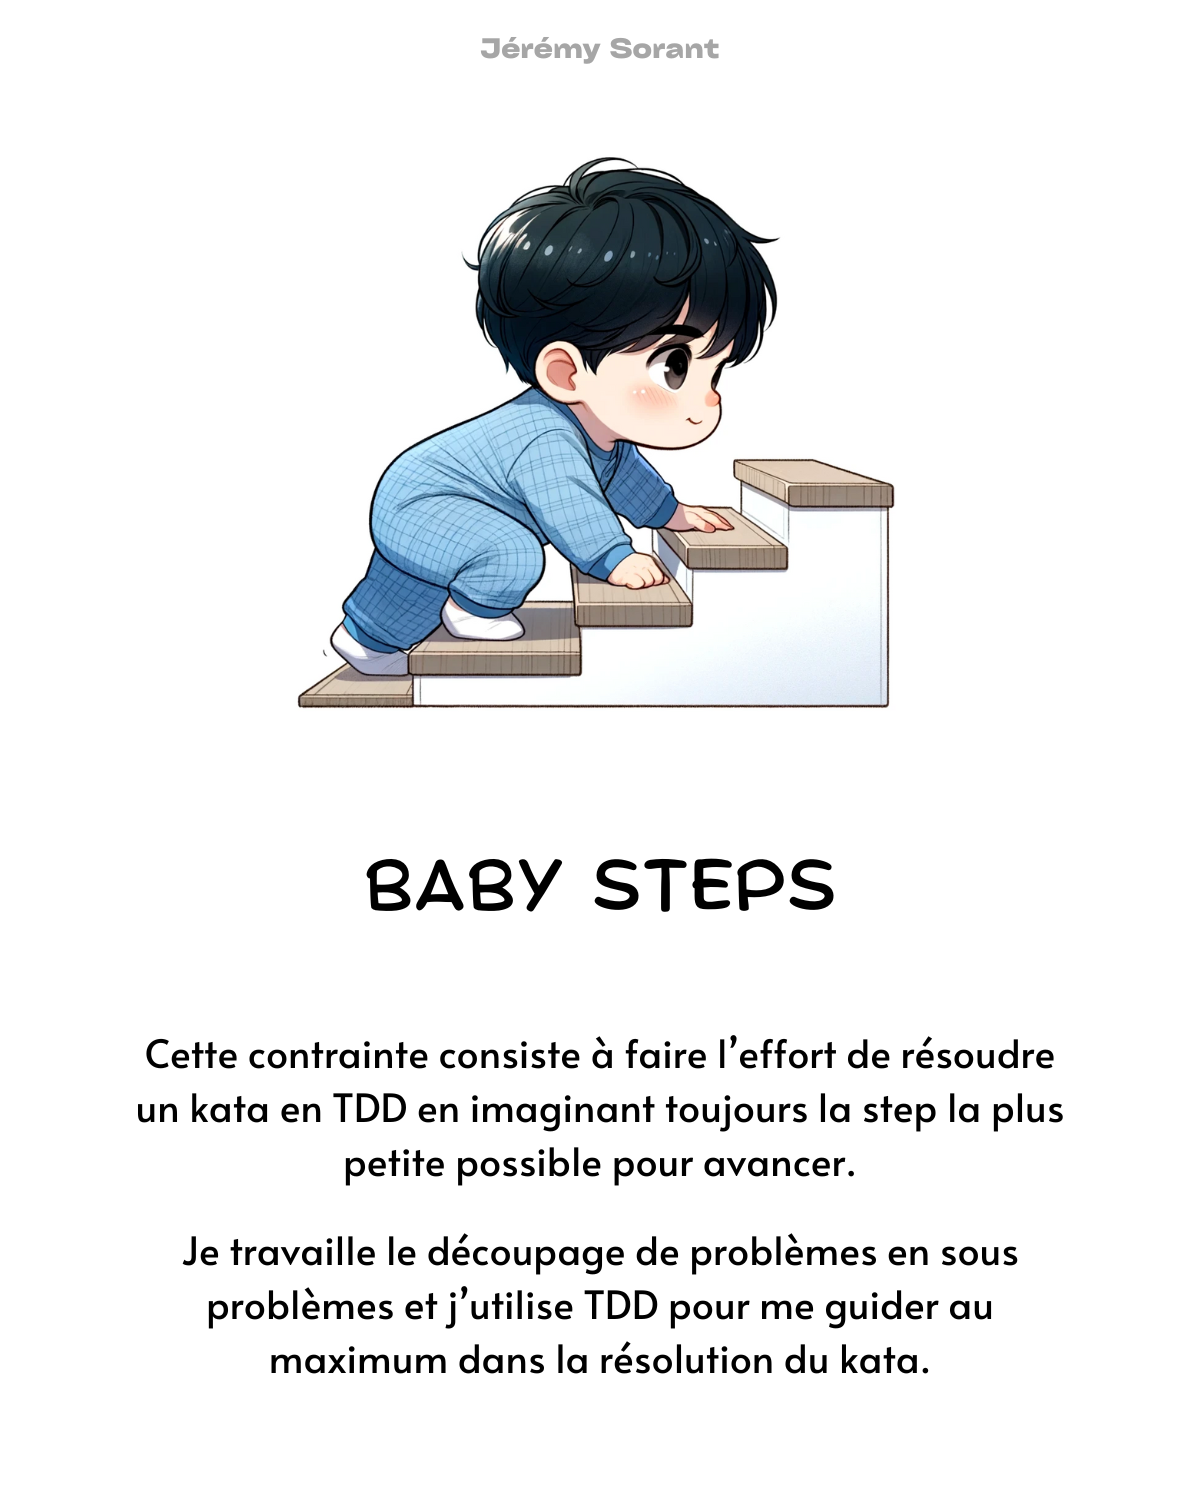 Jérémy Sorant
BABY STEPS
Cette contrainte consiste à faire l’effort de résoudre
un kata en TDD en imaginant toujours la step la plus
petite possible pour avancer.
Je travaille le découpage de problèmes en sous
problèmes et j’utilise TDD pour me guider au
maximum dans la résolution du kata.